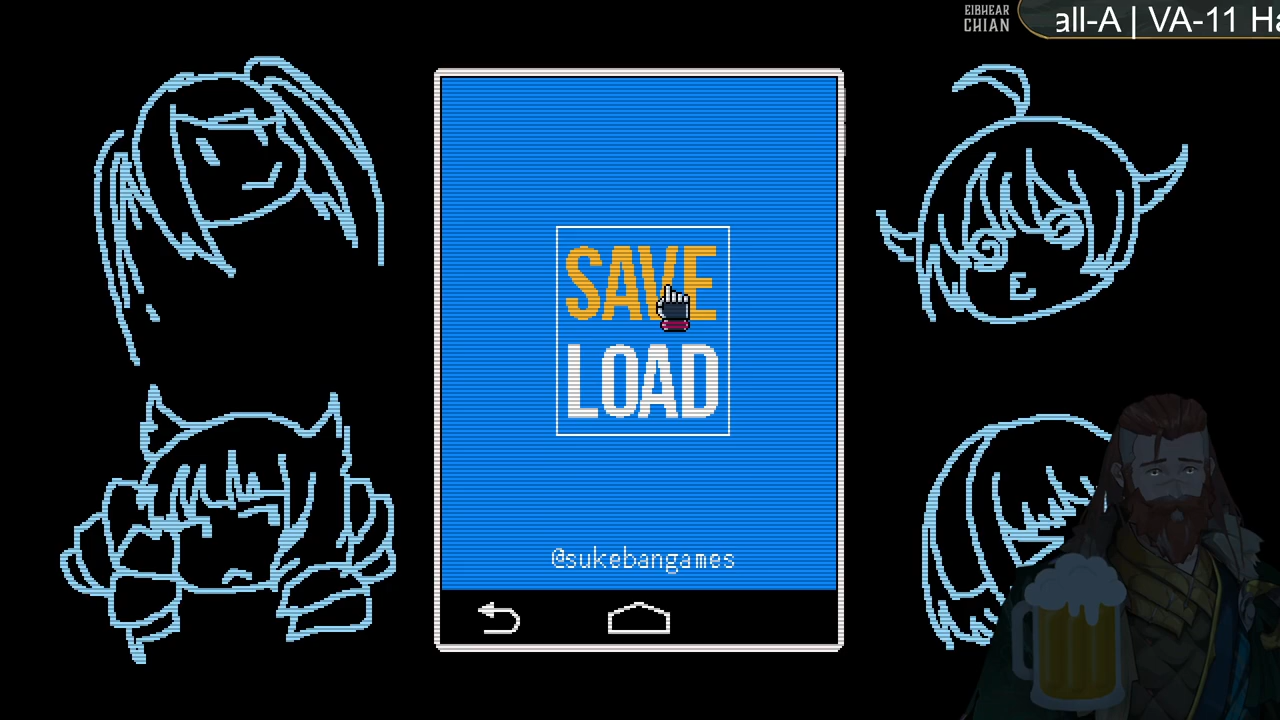 EIBHEAR
CHIAN
all-A | VA-11 Ha
SAVE
LOAD
@sukebangames